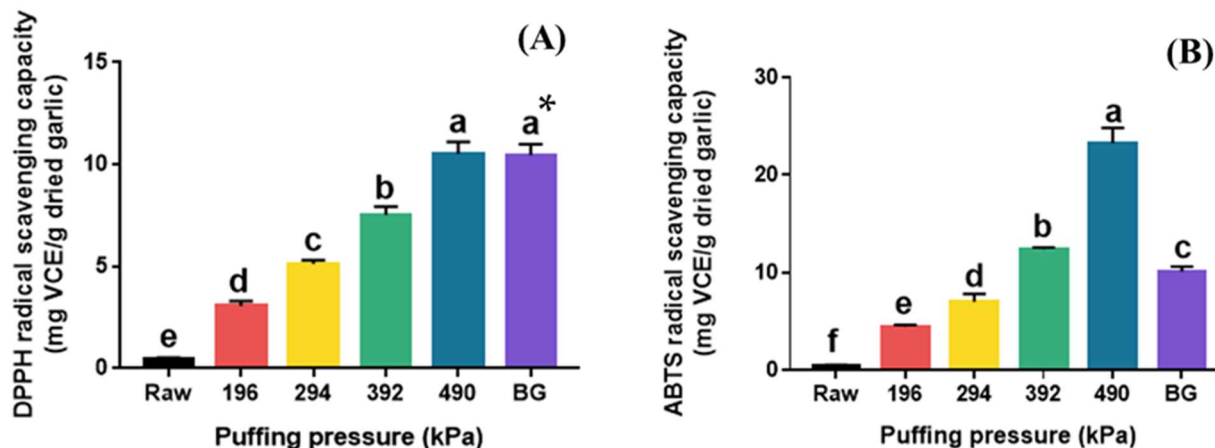 (A)
DPPH radical scavenging capacity
(mg VCE/g dried garlic)
15
10
5
0
e
d
c
b
a
a*
Raw 196 294 392 490 BG
Puffing pressure (kPa)
(B)
ABTS radical scavenging capacity
(mg VCE/g dried garlic)
30
20
10
0
f
e
d
b
a
c
Raw 196 294 392 490 BG
Puffing pressure (kPa)